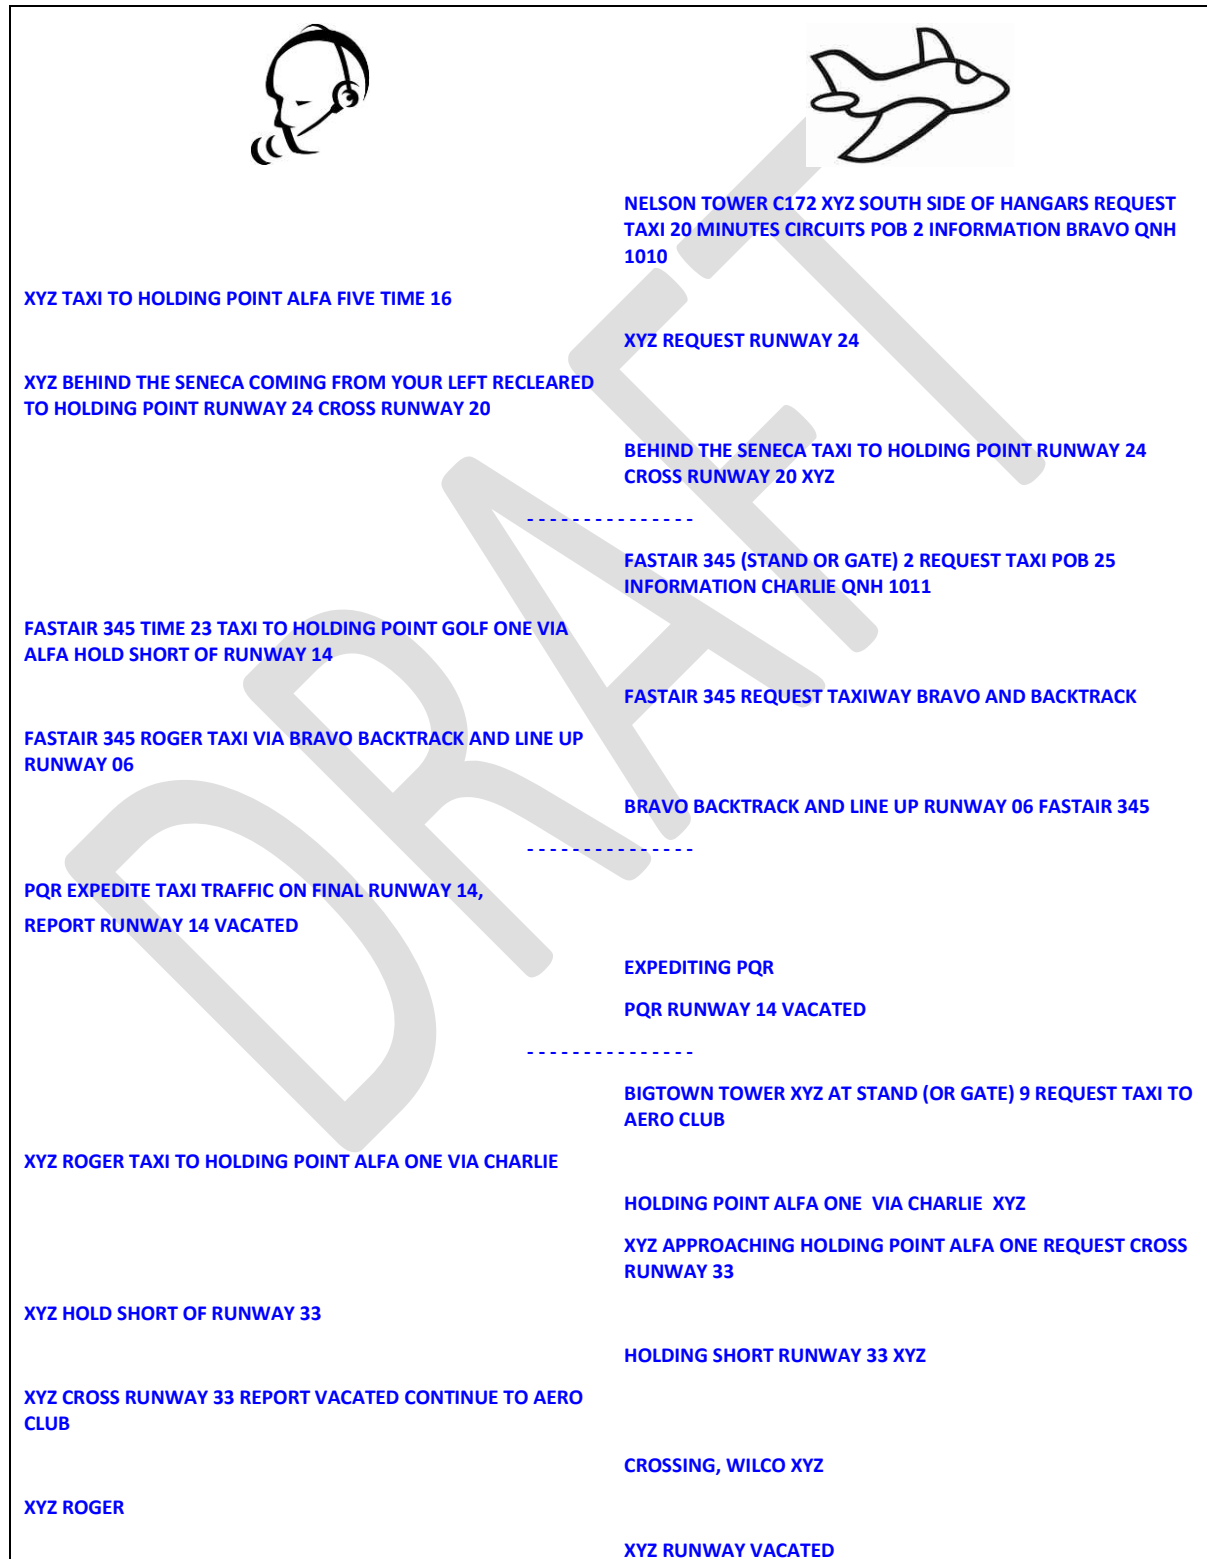 NELSON TOWER C172 XYZ SOUTH SIDE OF HANGARS REQUEST
TAXI 20 MINUTES CIRCUITS POB 2 INFORMATION BRAVO QNH
1010
XYZ TAXI TO HOLDING POINT ALFA FIVE TIME 16
XYZ REQUEST RUNWAY 24
XYZ BEHIND THE SENECA COMING FROM YOUR LEFT RECLEARED
TO HOLDING POINT RUNWAY 24 CROSS RUNWAY 20
BEHIND THE SENECA TAXI TO HOLDING POINT RUNWAY 24
CROSS RUNWAY 20 XYZ
- - - - - - - - - - - - - - -
FASTAIR 345 (STAND OR GATE) 2 REQUEST TAXI POB 25
INFORMATION CHARLIE QNH 1011
FASTAIR 345 TIME 23 TAXI TO HOLDING POINT GOLF ONE VIA
ALFA HOLD SHORT OF RUNWAY 14
FASTAIR 345 REQUEST TAXIWAY BRAVO AND BACKTRACK
FASTAIR 345 ROGER TAXI VIA BRAVO BACKTRACK AND LINE UP
RUNWAY 06
BRAVO BACKTRACK AND LINE UP RUNWAY 06 FASTAIR 345
- - - - - - - - - - - - - - -
PQR EXPEDITE TAXI TRAFFIC ON FINAL RUNWAY 14,
REPORT RUNWAY 14 VACATED
EXPEDITING PQR
PQR RUNWAY 14 VACATED
- - - - - - - - - - - - - - -
BIGTOWN TOWER XYZ AT STAND (OR GATE) 9 REQUEST TAXI TO
AERO CLUB
XYZ ROGER TAXI TO HOLDING POINT ALFA ONE VIA CHARLIE
HOLDING POINT ALFA ONE VIA CHARLIE XYZ
XYZ APPROACHING HOLDING POINT ALFA ONE REQUEST CROSS
RUNWAY 33
XYZ HOLD SHORT OF RUNWAY 33
HOLDING SHORT RUNWAY 33 XYZ
XYZ CROSS RUNWAY 33 REPORT VACATED CONTINUE TO AERO
CLUB
CROSSING, WILCO XYZ
XYZ ROGER
XYZ RUNWAY VACATED
DRAFT